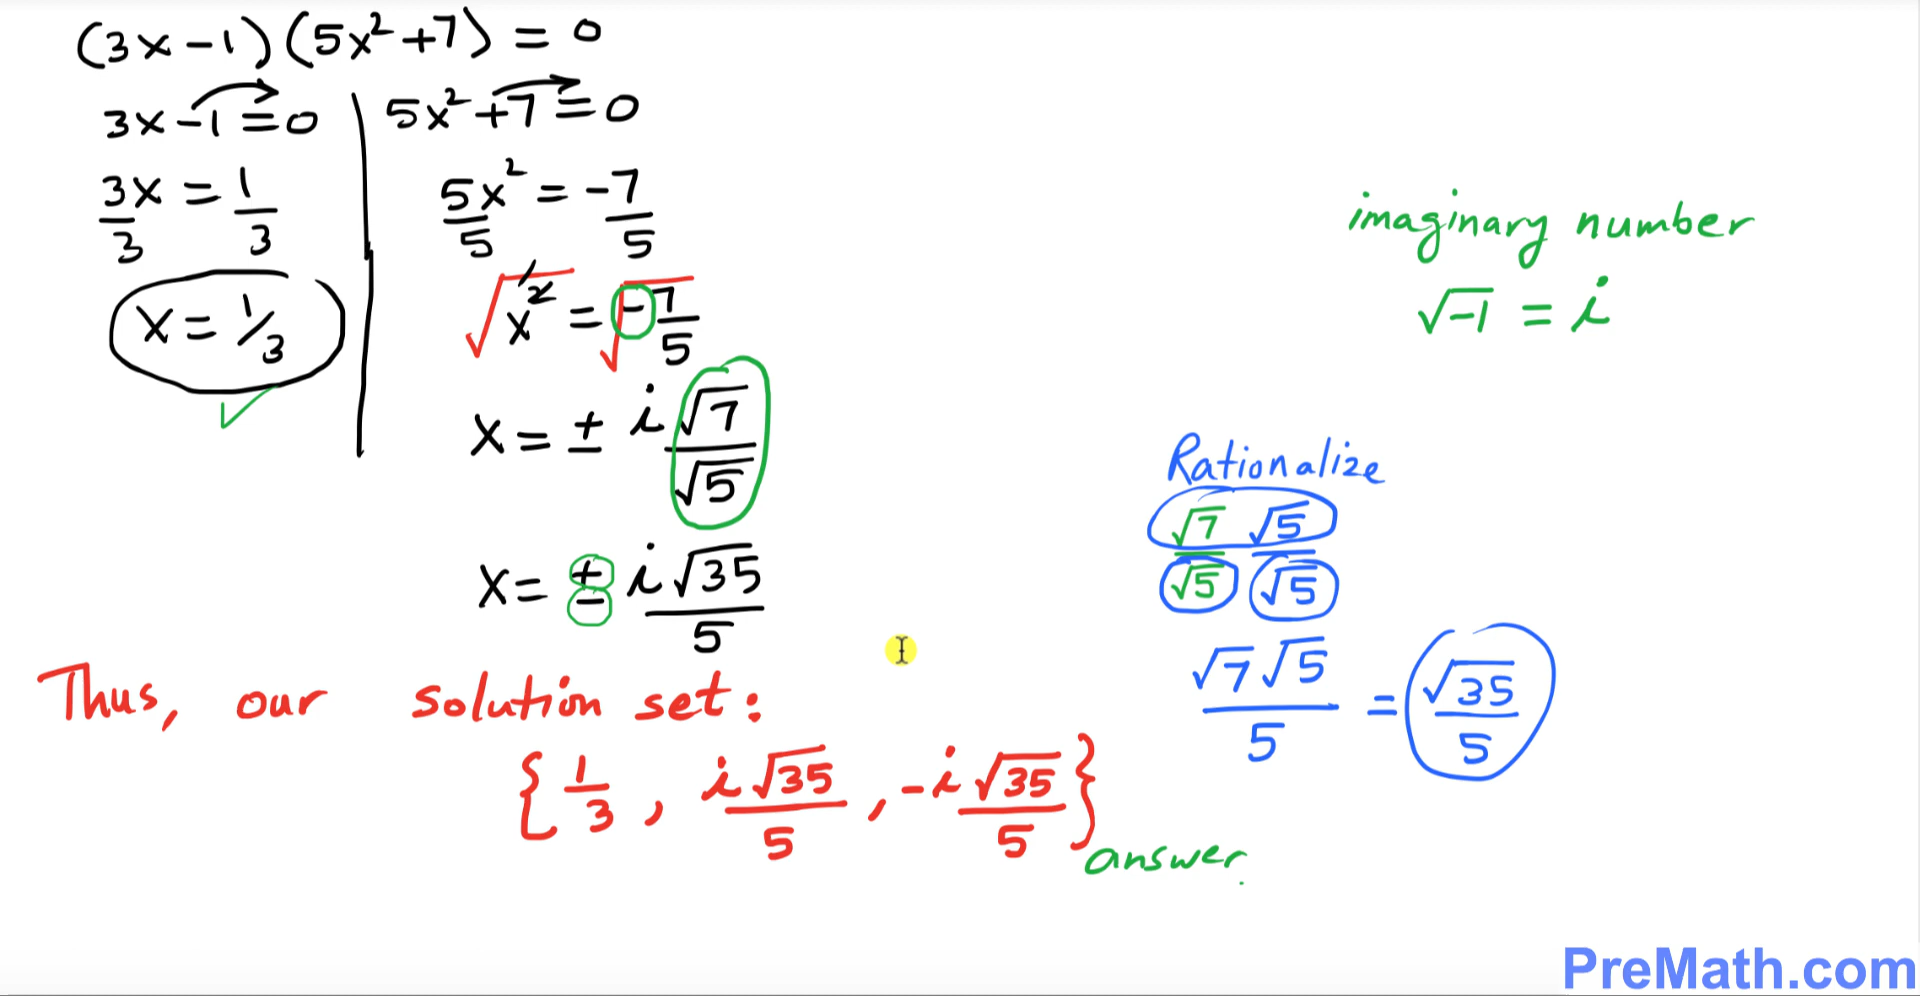 (3x-1)(5x²+7) = 0
3x-1=0
3x/3 = 1/3
x = 1/3
5x²+7=0
5x²/5 = -7/5
√x² = √-7/5
x = ± i √7/√5
x = ± i√35/5
imaginary number
√-1 = i
Rationalize
√7/√5 √5/√5
√7√5/5 = √35/5
Thus, our solution set:
{1/3, i√35/5, -i√35/5}
answer.
PreMath.com